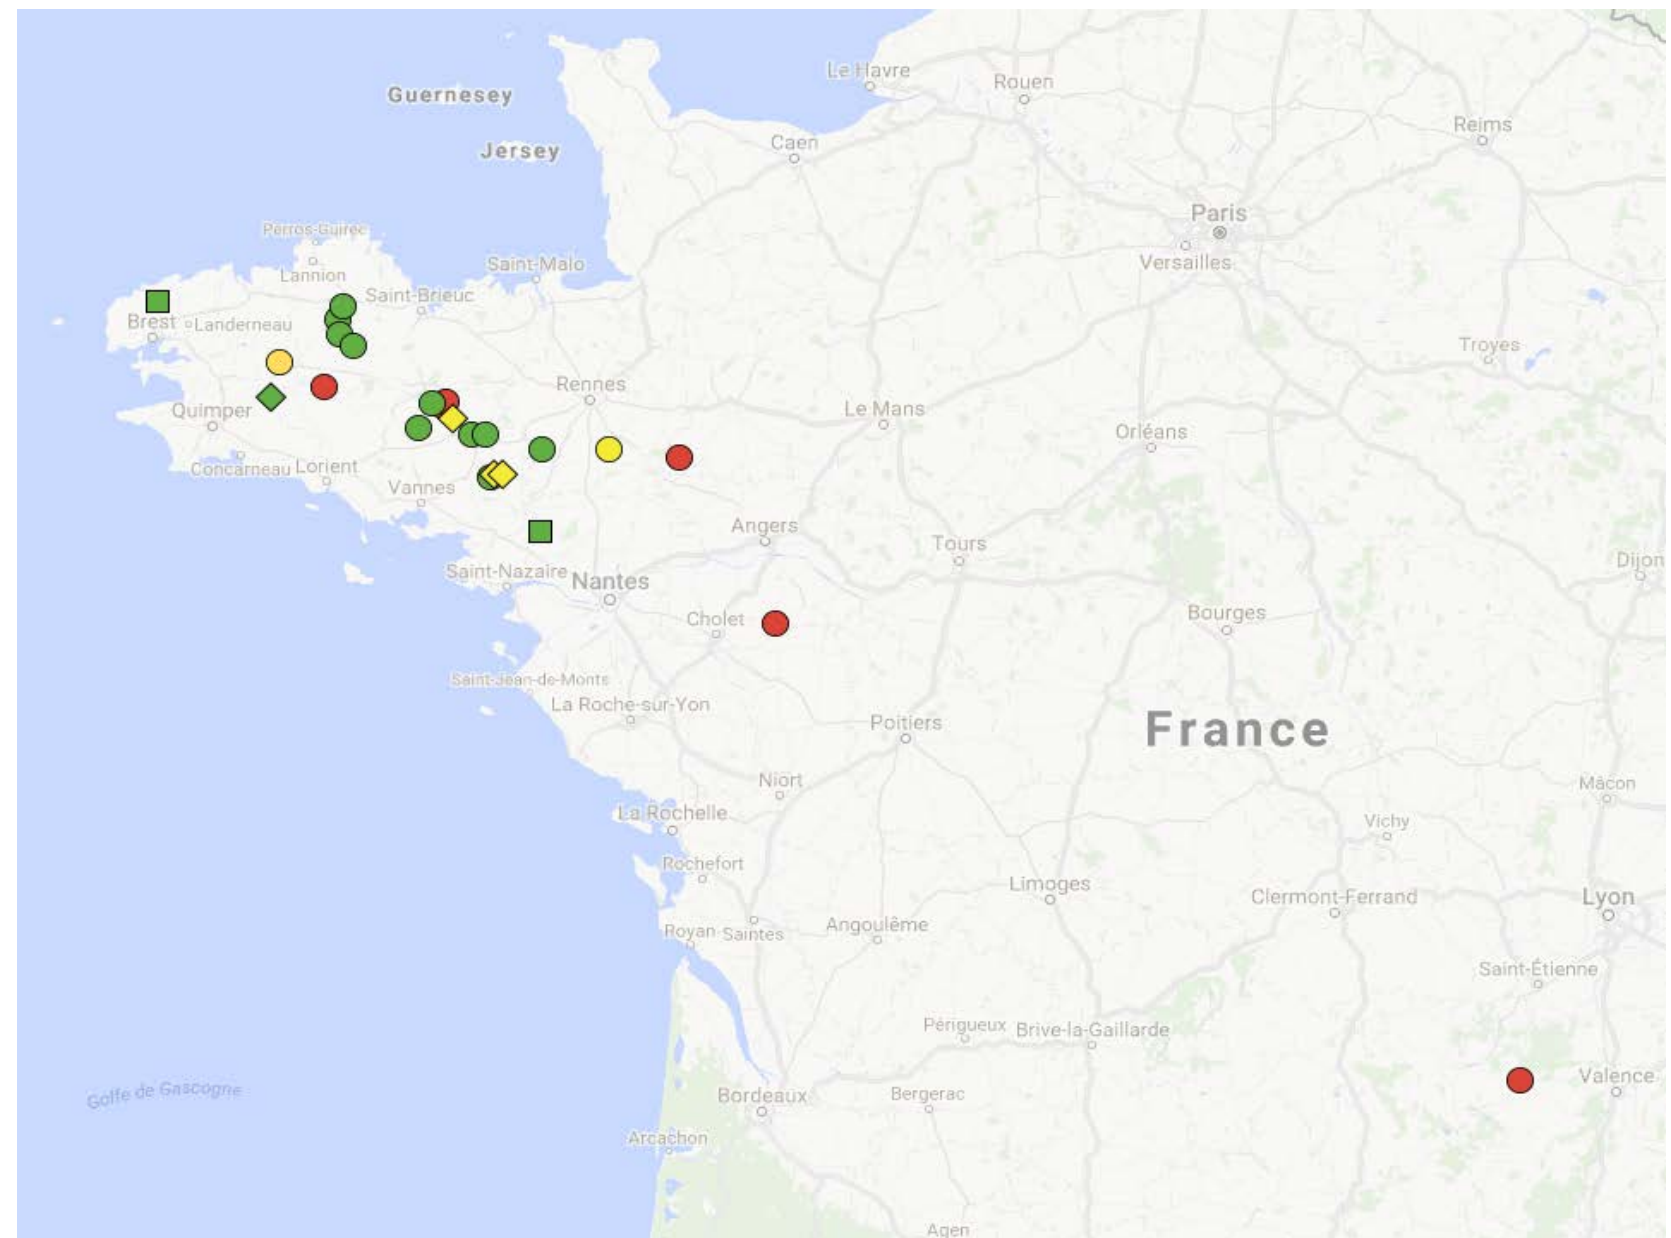 Le Havre
Rouen
Guernesey
Reims
Caen
Jersey
Paris
Perros-Guirec
Saint-Malo
Versailles
Lannion
Saint-Brieuc
Brest
Landerneau
Troyes
Rennes
Quimper
Le Mans
Orléans
Concarneau
Lorient
Vannes
Angers
Tours
Dijon
Saint-Nazaire
Nantes
Cholet
Bourges
Saint-Jean-de-Monts
La Roche-sur-Yon
Poitiers
France
Niort
Mâcon
La Rochelle
Vichy
Rochefort
Limoges
Clermont-Ferrand
Lyon
Royan
Saintes
Angoulême
Saint-Étienne
Périgueux
Brive-la-Gaillarde
Valence
Golfe de Gascogne
Bordeaux
Bergerac
Arcachon
Agen